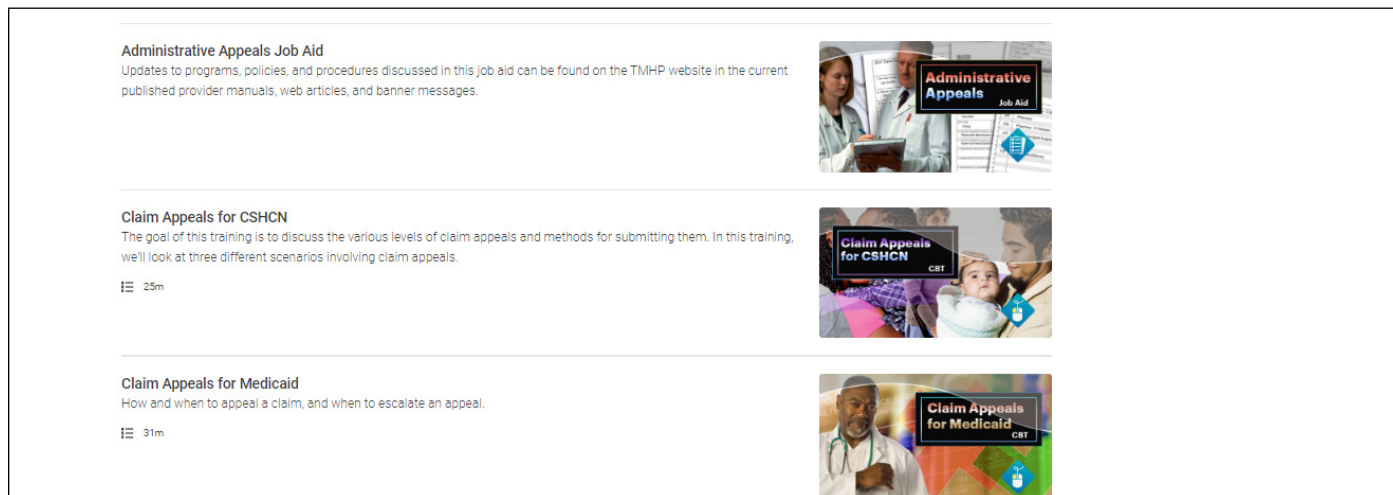 Administrative Appeals Job Aid
Updates to programs, policies, and procedures discussed in this job aid can be found on the TMHP website in the current
published provider manuals, web articles, and banner messages.
Administrative
Appeals
Job Aid
Claim Appeals for CSHCN
The goal of this training is to discuss the various levels of claim appeals and methods for submitting them. In this training,
we'll look at three different scenarios involving claim appeals.
25m
Claim Appeals
for CSHCN
CBT
Claim Appeals for Medicaid
How and when to appeal a claim, and when to escalate an appeal.
31m
Claim Appeals
for Medicaid
CBT